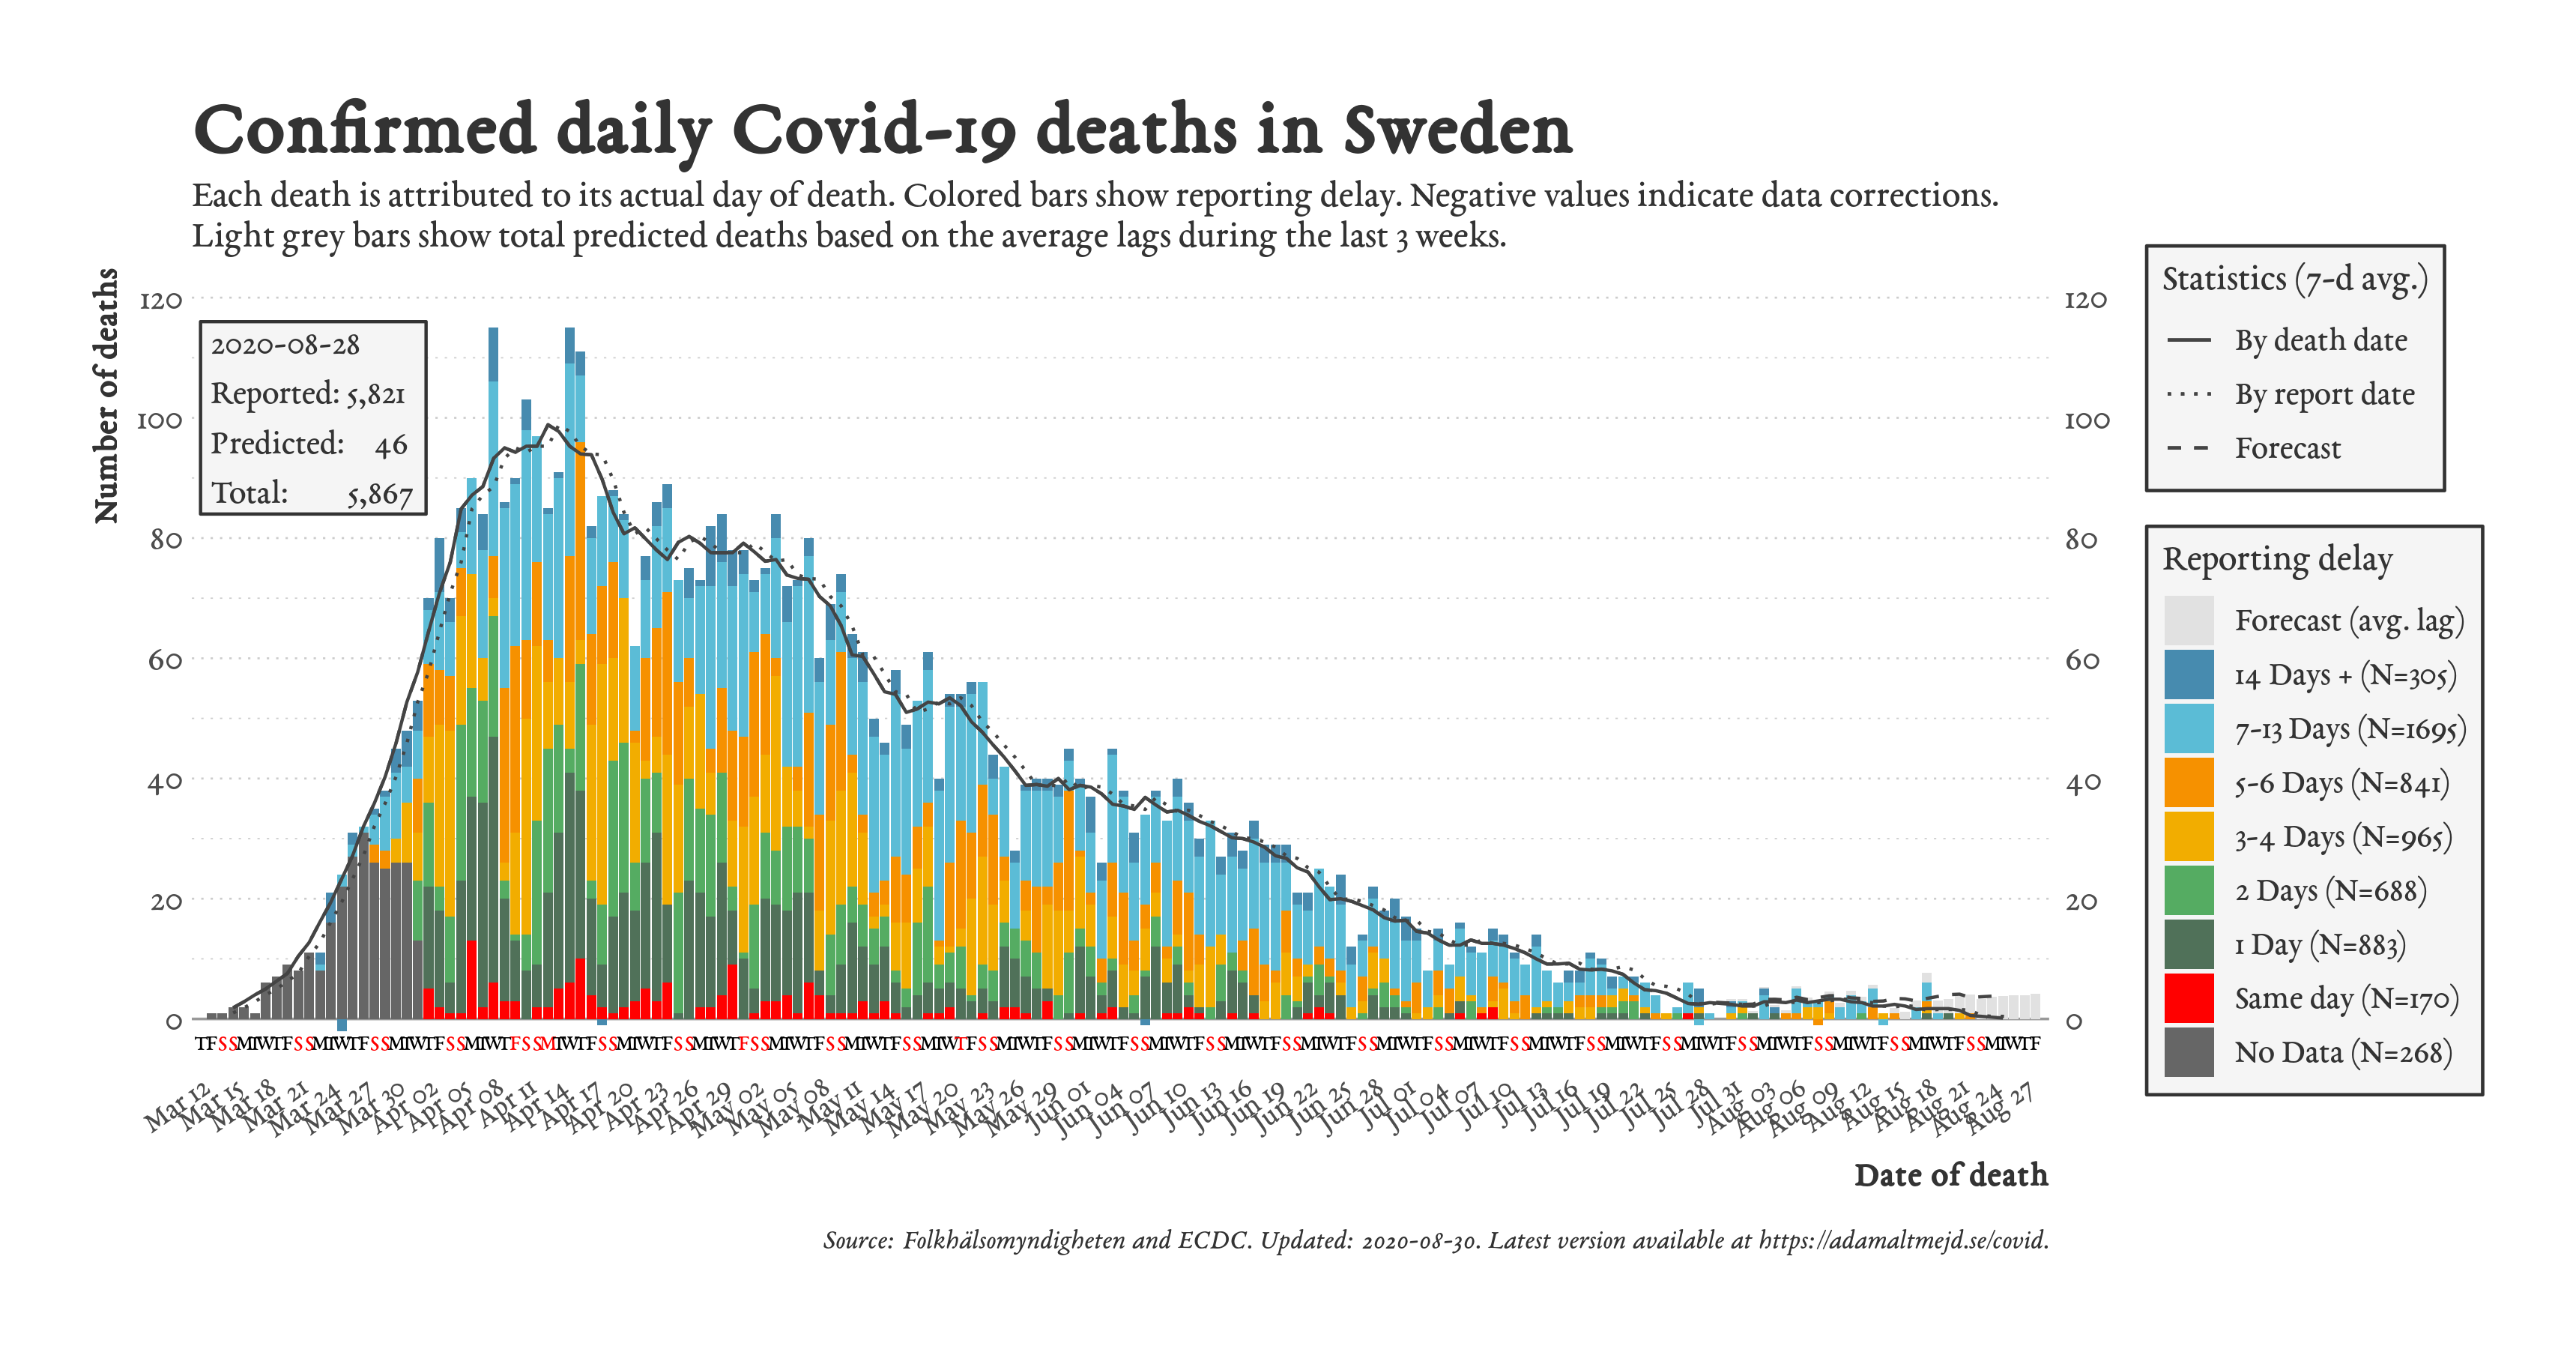 Confirmed daily Covid-19 deaths in Sweden
Each death is attributed to its actual day of death. Colored bars show reporting delay. Negative values indicate data corrections.
Light grey bars show total predicted deaths based on the average lags during the last 3 weeks.
Number of deaths
120
100
80
60
40
20
0
2020-08-28
Reported: 5,821
Predicted: 46
Total: 5,867
120
100
80
60
40
20
0
Statistics (7-d avg.)
By death date
By report date
Forecast
Reporting delay
Forecast (avg. lag)
14 Days + (N=305)
7-13 Days (N=1695)
5-6 Days (N=841)
3-4 Days (N=965)
2 Days (N=688)
1 Day (N=883)
Same day (N=170)
No Data (N=268)
TFSSMTWTFSSMTWTFSSMTWTFSSMTWTFSSMTWTFSSMTWTFSSMTWTFSSMTWTFSSMTWTFSSMTWTFSSMTWTFSSMTWTFSSMTWTFSSMTWTFSSMTWTFSSMTWTFSSMTWTFSSMTWTFSSMTWTFSSMTWTFSSMTWTFSSMTWTFSSMTWTFSSMTWTF
Mar 12
Mar 15
Mar 18
Mar 21
Mar 24
Mar 27
Mar 30
Apr 02
Apr 05
Apr 08
Apr 11
Apr 14
Apr 17
Apr 20
Apr 23
Apr 26
Apr 29
May 02
May 05
May 08
May 11
May 14
May 17
May 20
May 23
May 26
May 29
Jun 01
Jun 04
Jun 07
Jun 10
Jun 13
Jun 16
Jun 19
Jun 22
Jun 25
Jun 28
Jul 01
Jul 04
Jul 07
Jul 10
Jul 13
Jul 16
Jul 19
Jul 22
Jul 25
Jul 28
Jul 31
Aug 03
Aug 06
Aug 09
Aug 12
Aug 15
Aug 18
Aug 21
Aug 24
Aug 27
Date of death
Source: Folkhälsomyndigheten and ECDC. Updated: 2020-08-30. Latest version available at https://adamaltmejd.se/covid.